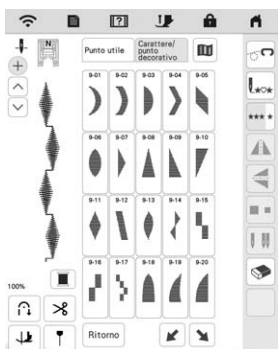 N
Punto utile
Carattere/
punto
decorativo
9-01 9-02 9-03 9-04 9-05
9-06 9-07 9-08 9-09 9-10
9-11 9-12 9-13 9-14 9-15
9-16 9-17 9-18 9-19 9-20
100%
Ritorno